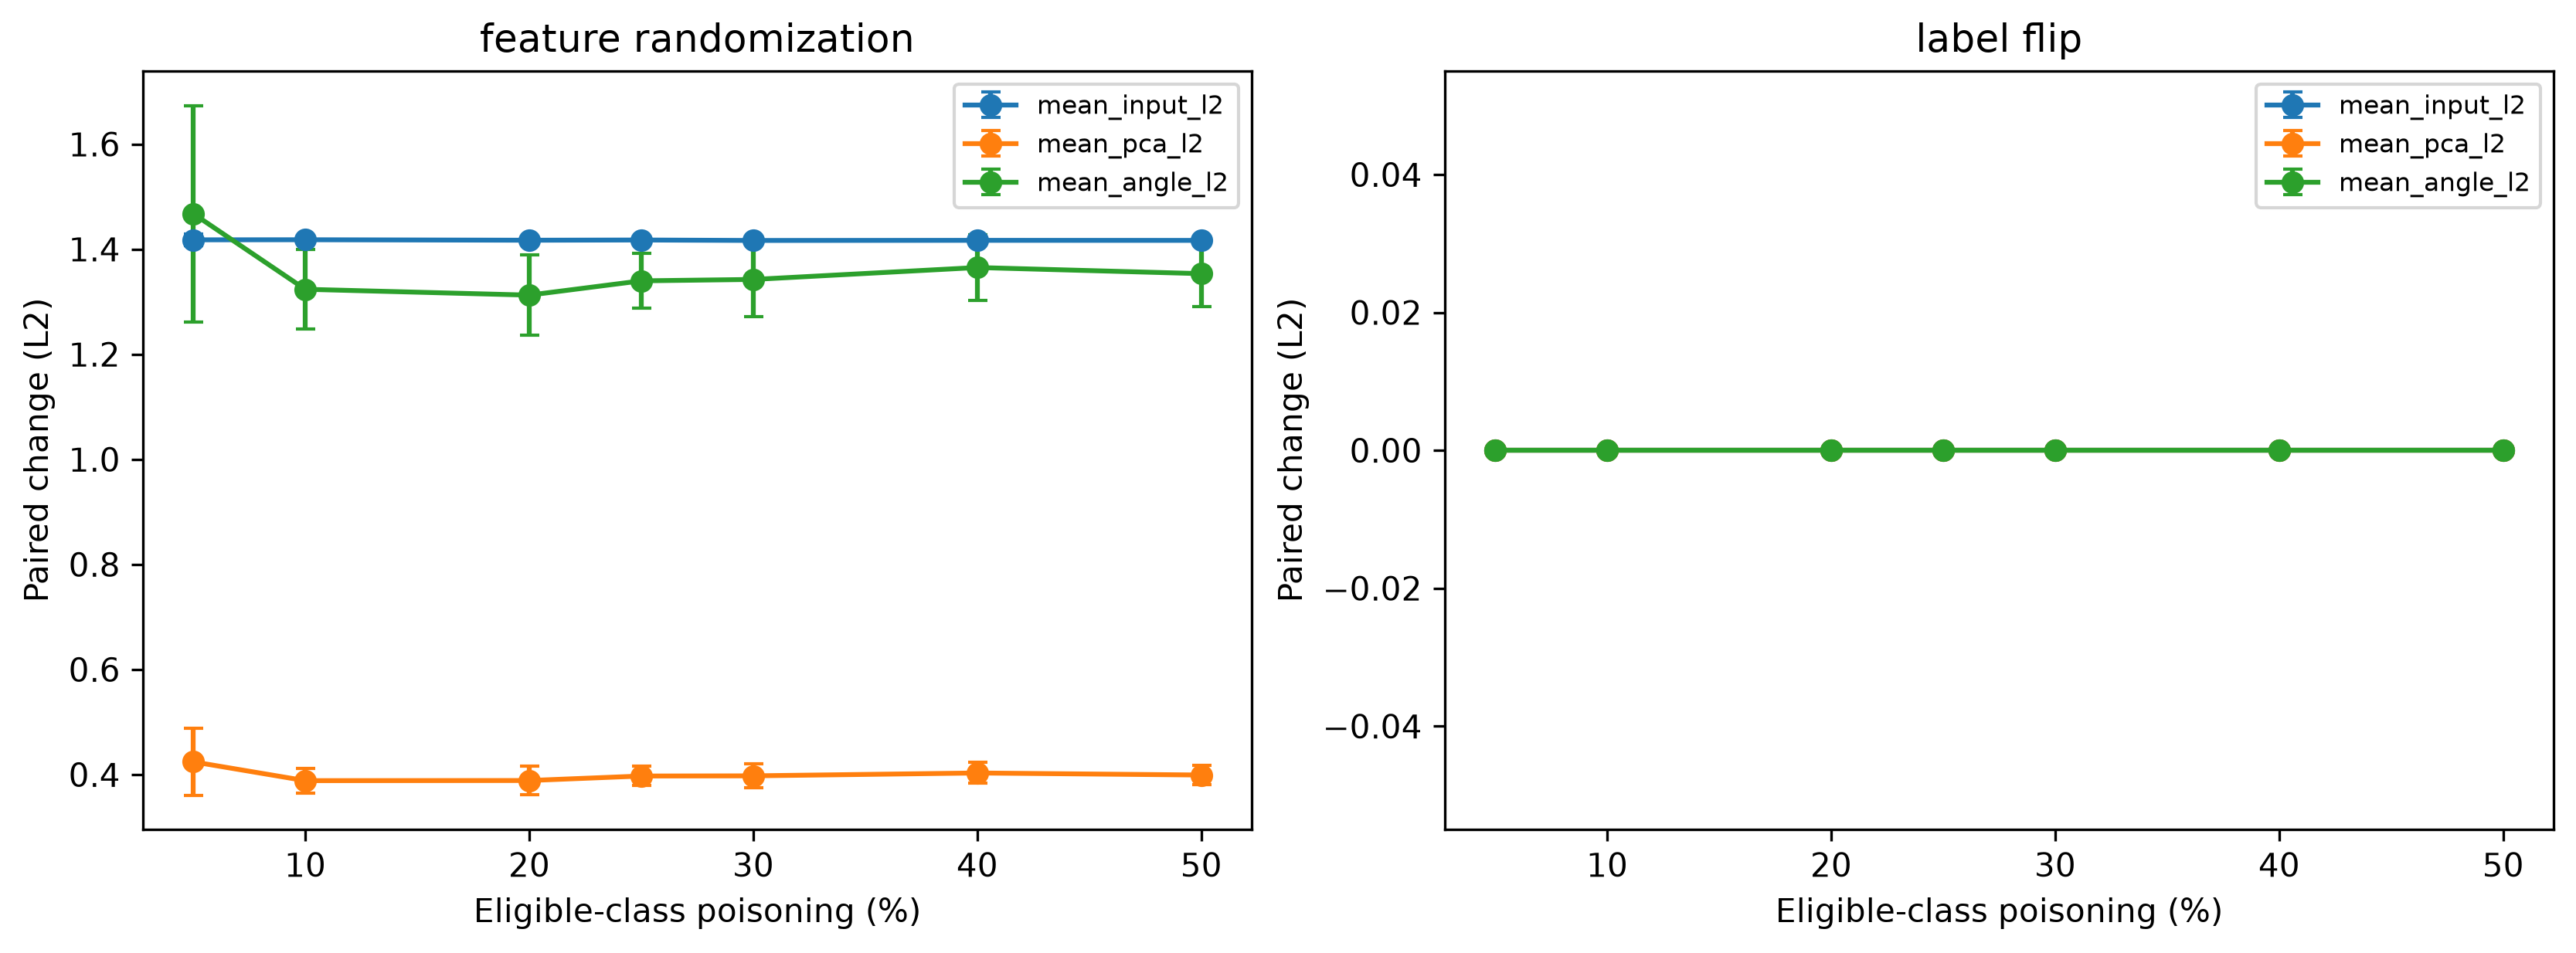 feature randomization
Paired change (L2)
1.6
1.4
1.2
1.0
0.8
0.6
0.4
mean_input_l2
mean_pca_l2
mean_angle_l2
10
20
30
40
50
Eligible-class poisoning (%)
label flip
Paired change (L2)
0.04
0.02
0.00
−0.02
−0.04
mean_input_l2
mean_pca_l2
mean_angle_l2
10
20
30
40
50
Eligible-class poisoning (%)